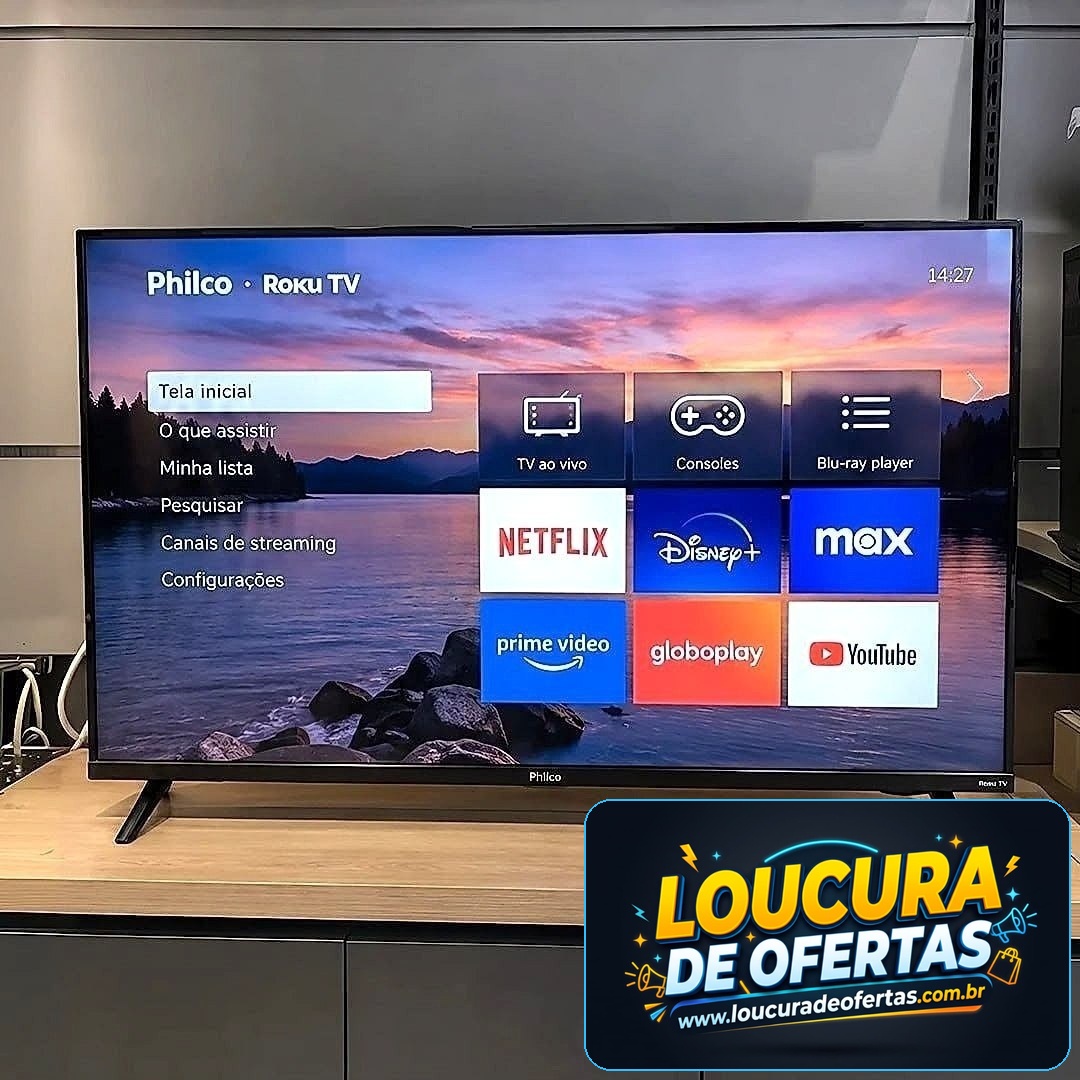 Philco • Roku TV
14:27
Tela inicial
O que assistir
Minha lista
Pesquisar
Canais de streaming
Configurações
TV ao vivo
Consoles
Blu-ray player
NETFLIX
Disney+
max
prime video
globoplay
YouTube
Philco
Roku TV
LOUCURA
DE OFERTAS
www.loucuradeofertas.com.br